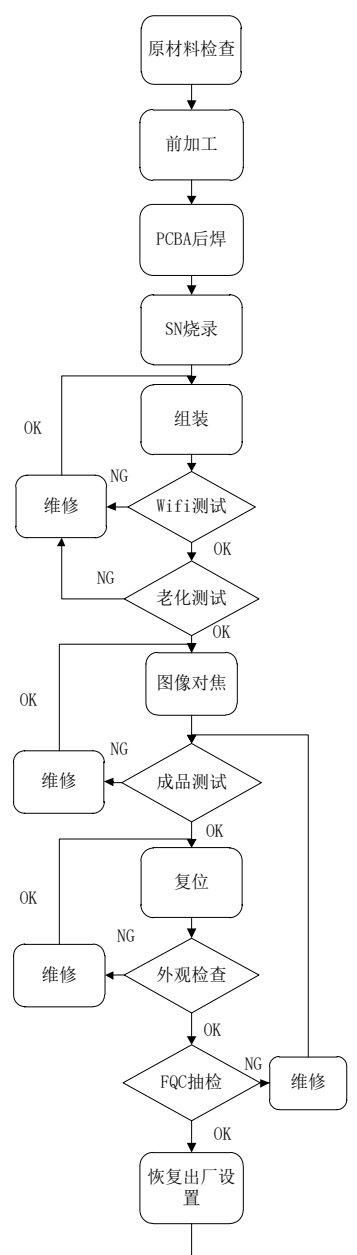 原材料检查
前加工
PCBA后焊
SN烧录
组装
OK
NG
维修
Wifi测试
OK
NG
老化测试
OK
图像对焦
OK
NG
维修
成品测试
OK
复位
OK
NG
维修
外观检查
OK
FQC抽检
NG
维修
OK
恢复出厂设
置